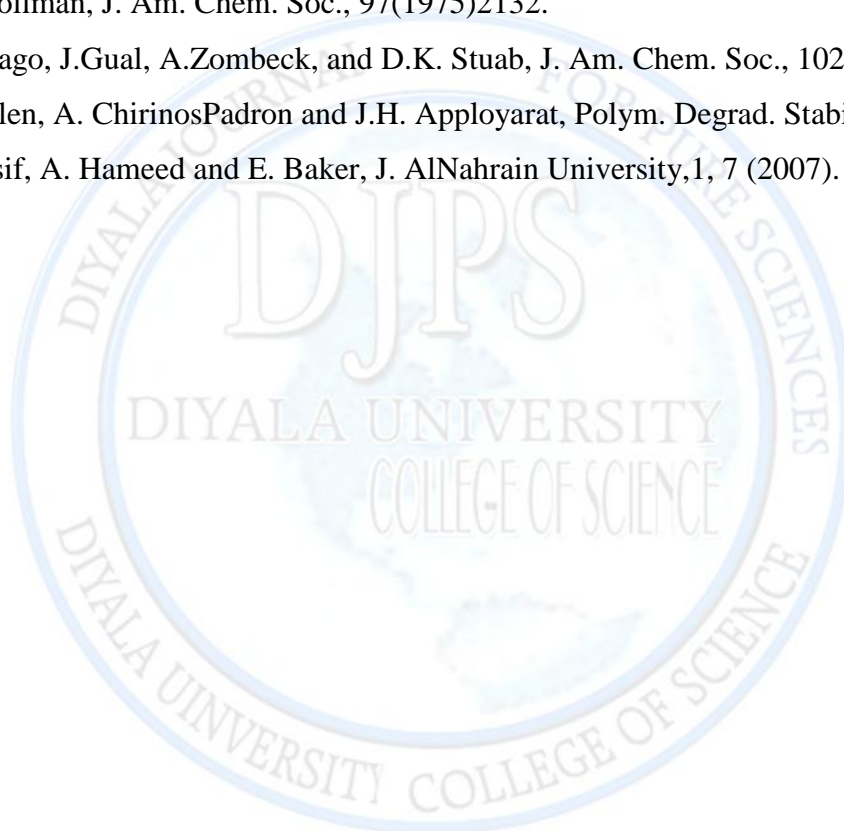 offman, J. Am. Chem. Soc., 97(1975)2132.
ago, J.Gual, A.Zombeck, and D.K. Stuab, J. Am. Chem. Soc., 102
len, A. ChirinosPadron and J.H. Apployarat, Polym. Degrad. Stabi
sif, A. Hameed and E. Baker, J. AlNahrain University,1, 7 (2007).
DIYALA JOURNAL FOR PURE SCIENCES
DJPS
DIYALA UNIVERSITY
COLLEGE OF SCIENCE
DIYALA UINVERSITY COLLEGE OF SCIENCE